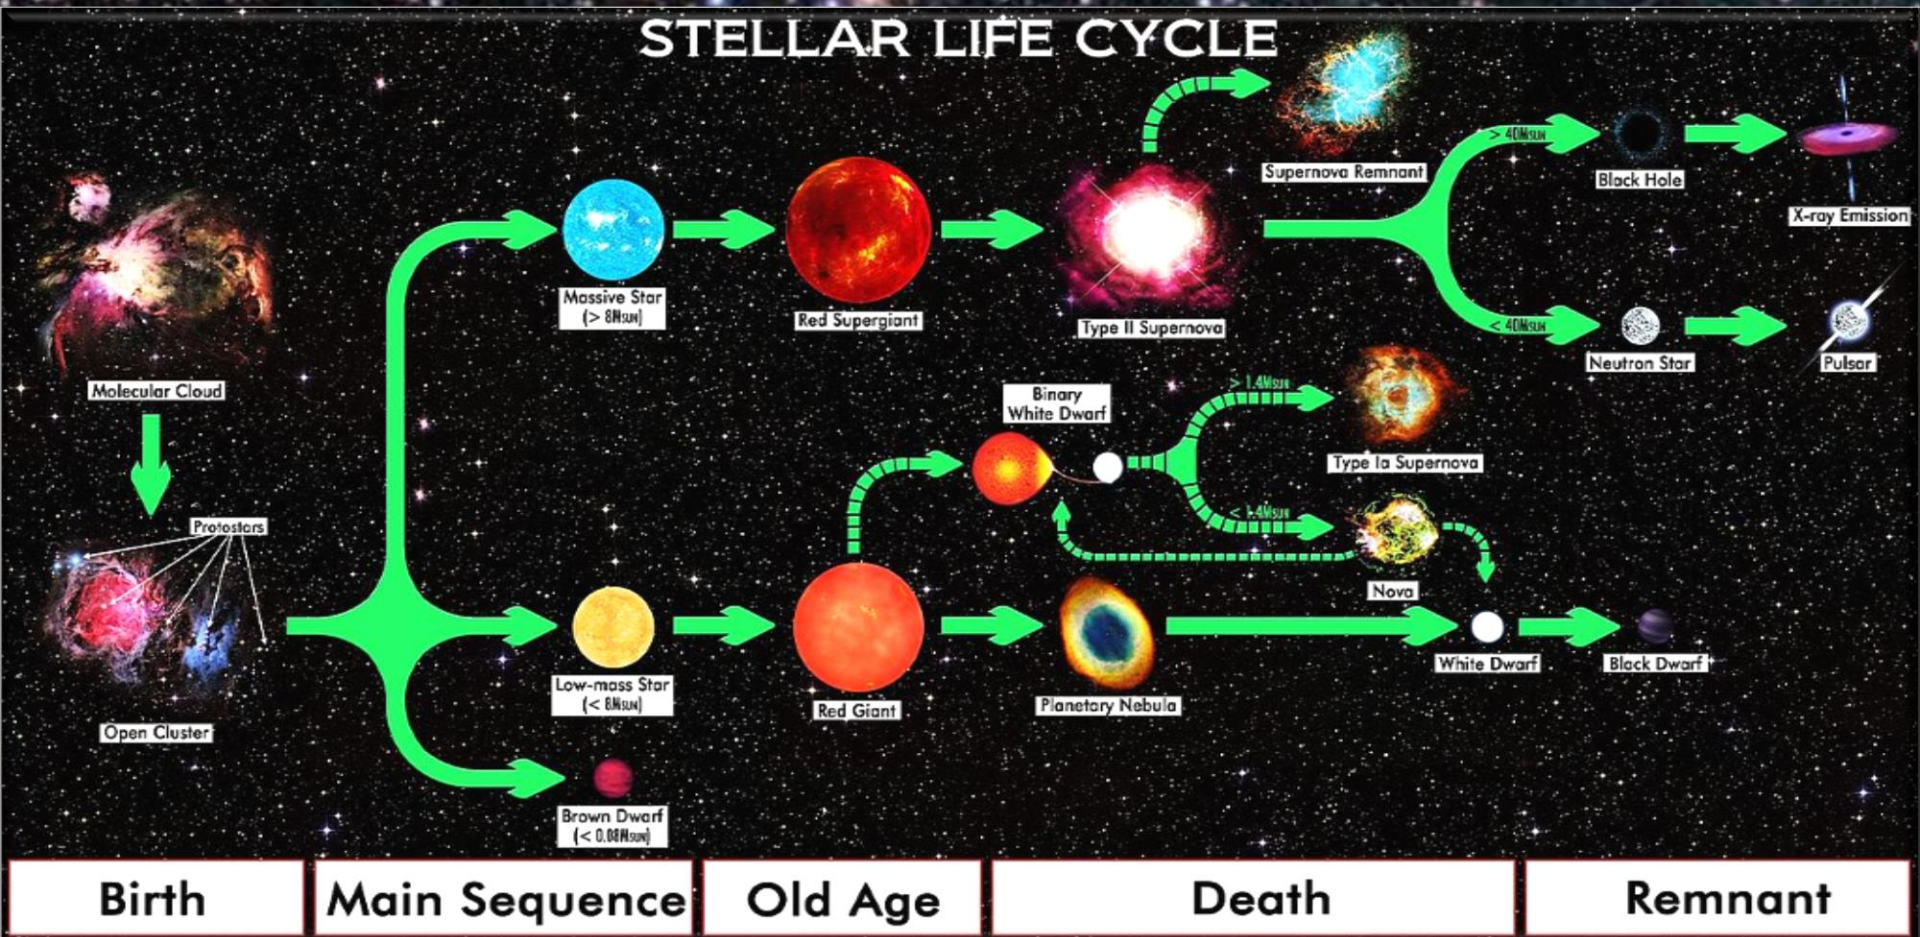 STELLAR LIFE CYCLE
Supernova Remnant
> 40MSUN
Black Hole
X-ray Emission
Massive Star
(> 8MSUN)
Red Supergiant
Type II Supernova
< 40MSUN
Neutron Star
Pulsar
Molecular Cloud
Binary
White Dwarf
> 1.4MSUN
Type Ia Supernova
Protostars
< 1.4MSUN
Nova
Open Cluster
Low-mass Star
(< 8MSUN)
Red Giant
Planetary Nebula
White Dwarf
Black Dwarf
Brown Dwarf
(< 0.08MSUN)
Birth
Main Sequence
Old Age
Death
Remnant